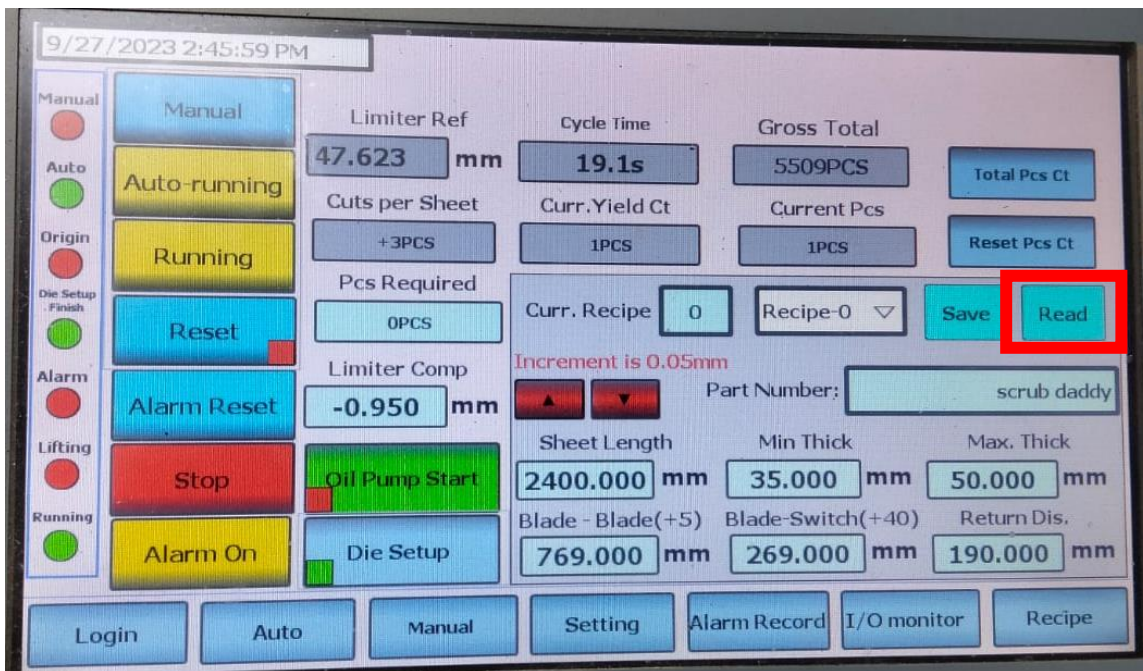 9/27/2023 2:45:59 PM
Manual
Auto
Origin
Die Setup
Finish
Alarm
Lifting
Running
Manual
Auto-running
Running
Reset
Alarm Reset
Stop
Alarm On
Limiter Ref
47.623 mm
Cuts per Sheet
+3PCS
Pcs Required
0PCS
Limiter Comp
-0.950 mm
Oil Pump Start
Die Setup
Cycle Time
19.1s
Curr.Yield Ct
1PCS
Gross Total
5509PCS
Current Pcs
1PCS
Total Pcs Ct
Reset Pcs Ct
Curr. Recipe 0 Recipe-0 Save Read
Increment is 0.05mm
Part Number: scrub daddy
Sheet Length Min Thick Max. Thick
2400.000 mm 35.000 mm 50.000 mm
Blade - Blade(+5) Blade-Switch(+40) Return Dis.
769.000 mm 269.000 mm 190.000 mm
Login Auto Manual Setting Alarm Record I/O monitor Recipe